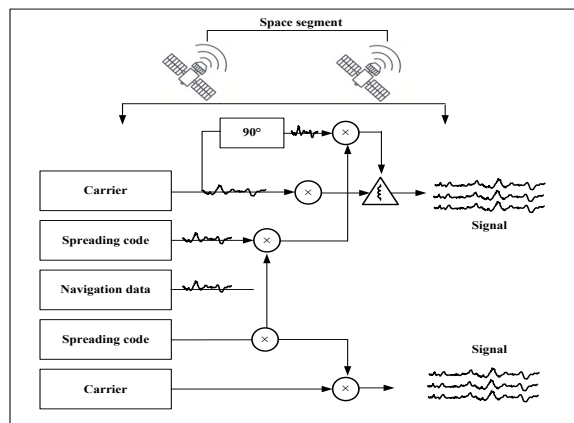 Space segment
90°
×
Carrier
×
Σ
Signal
Spreading code
×
Navigation data
Spreading code
×
Signal
Carrier
×